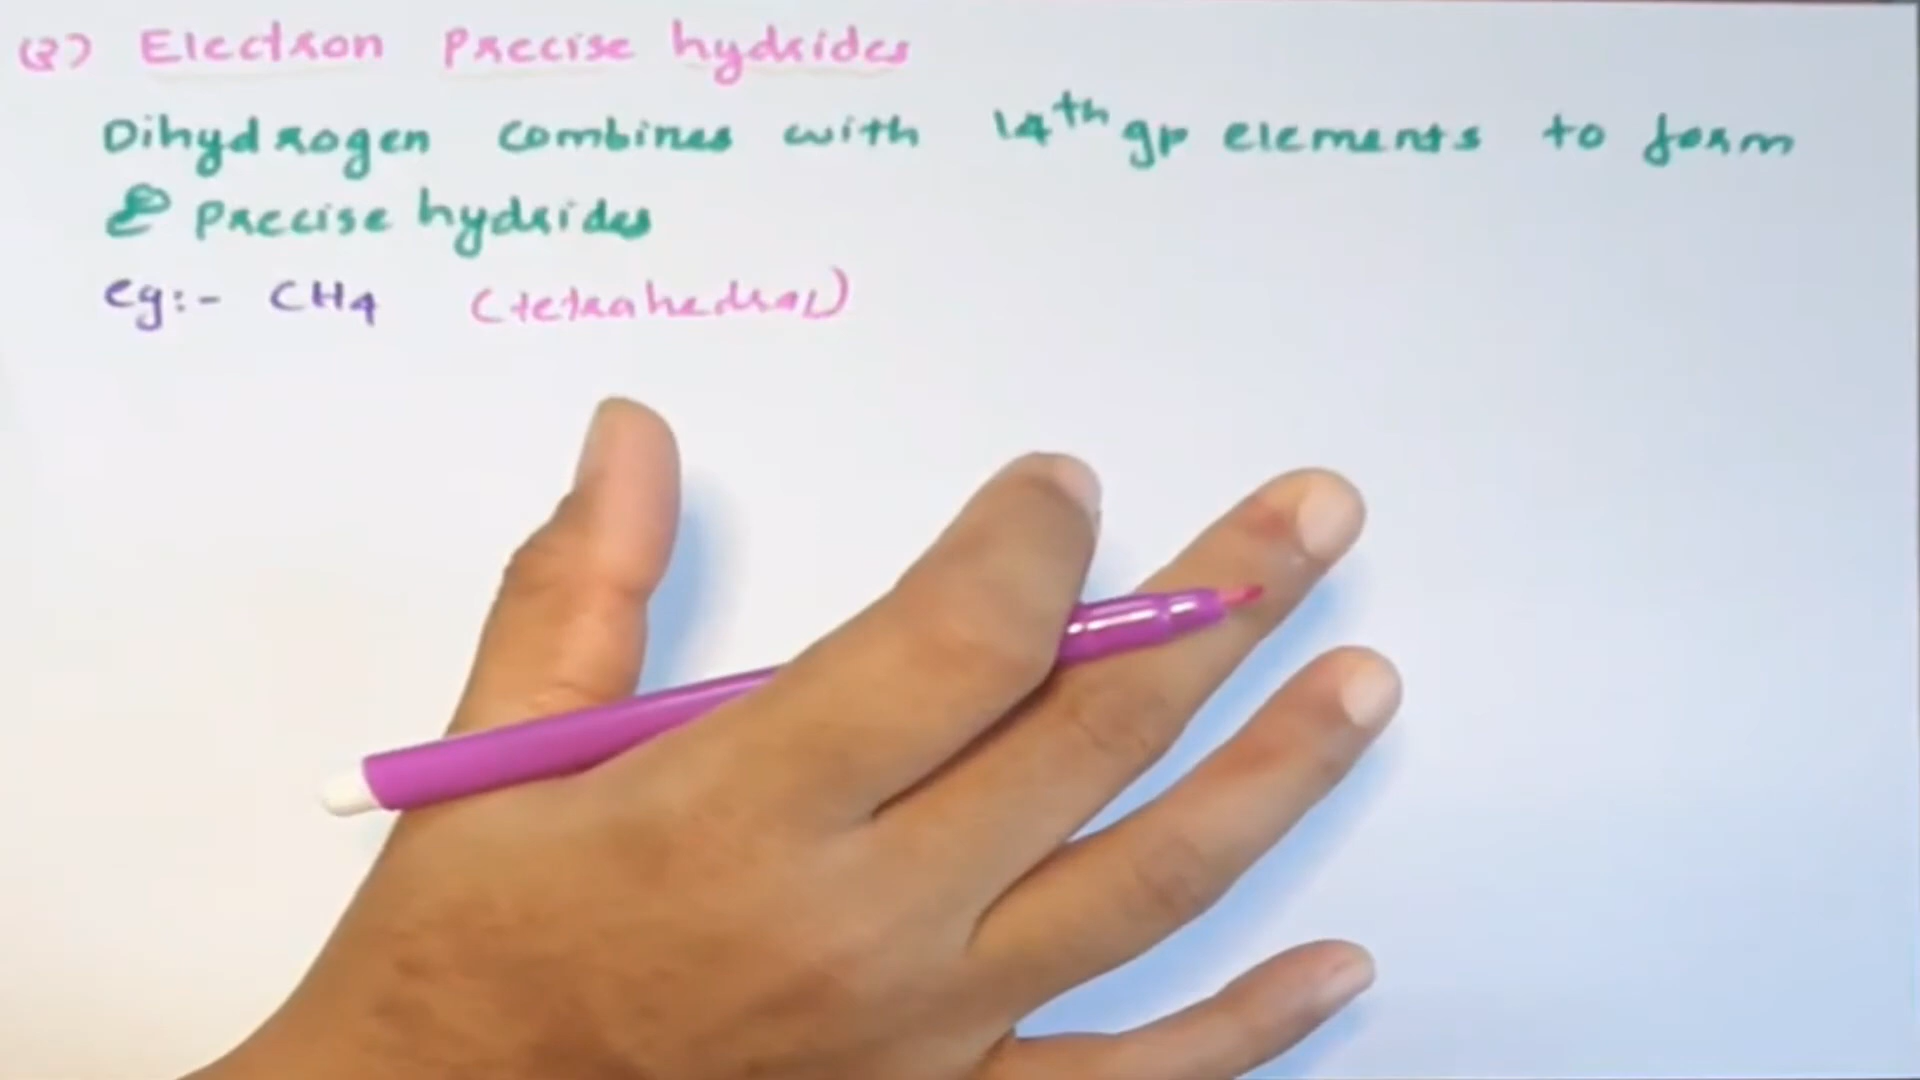 (2) Electron Precise hydrides
Dihydrogen combines with 14th gp elements to form
e⊖ Precise hydrides
eg:- CH4 (tetrahedral)